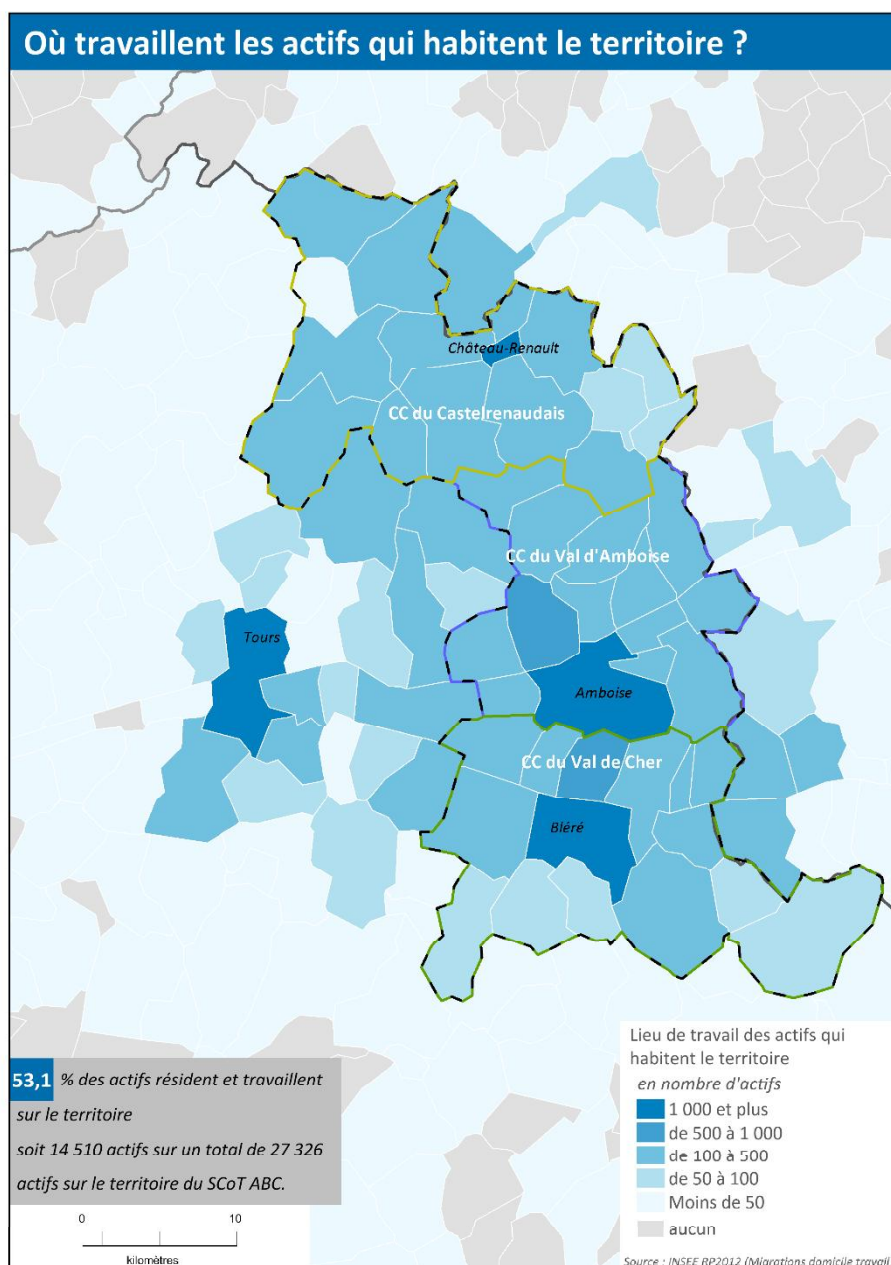 Où travaillent les actifs qui habitent le territoire ?
Château-Renault
CC du Castelrenaudais
CC du Val d'Amboise
Tours
Amboise
CC du Val de Cher
Bléré
53,1 % des actifs résident et travaillent
sur le territoire
soit 14 510 actifs sur un total de 27 326
actifs sur le territoire du SCoT ABC.
0 10
kilomètres
Lieu de travail des actifs qui
habitent le territoire
en nombre d'actifs
1 000 et plus
de 500 à 1 000
de 100 à 500
de 50 à 100
Moins de 50
aucun
Source : INSEE RP2012 (Migrations domicile travail